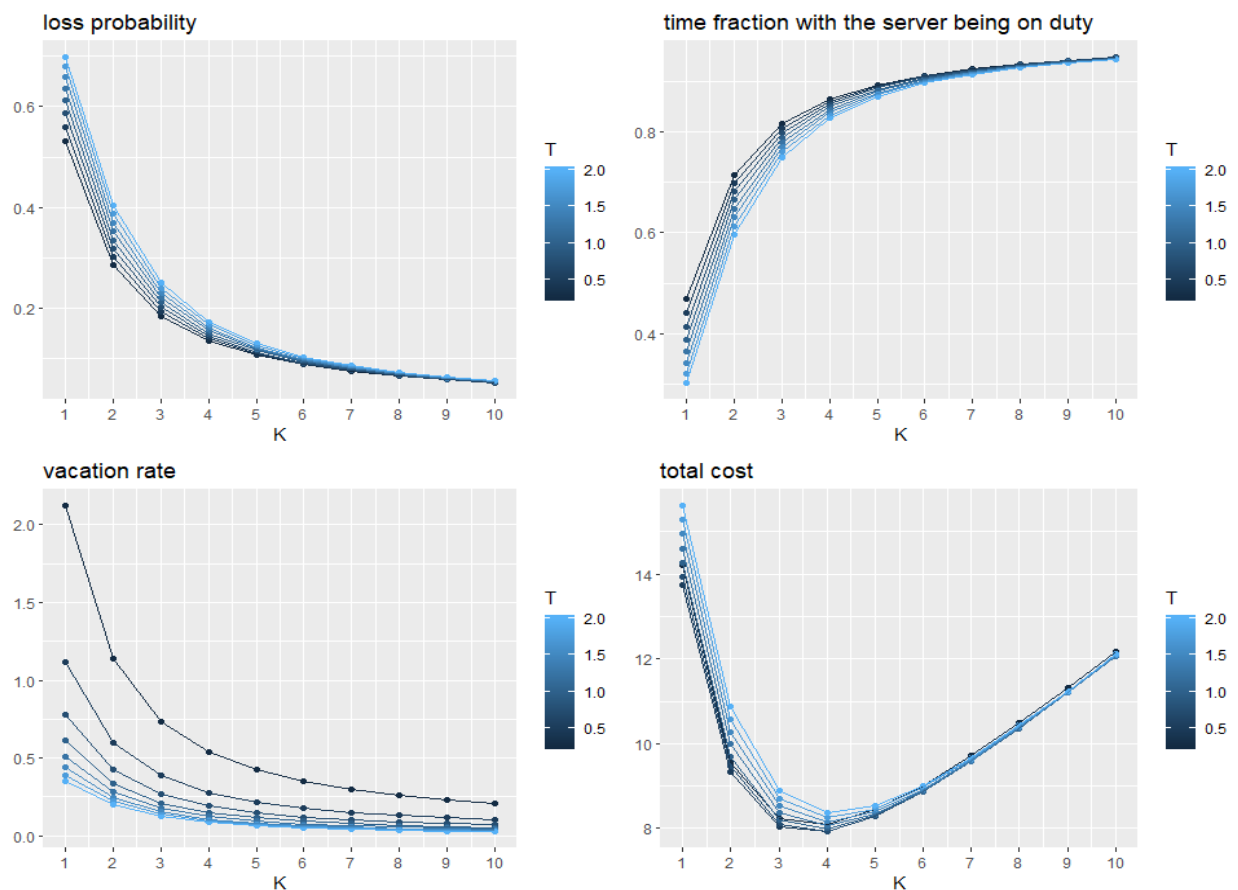 loss probability
0.6
0.4
0.2
1 2 3 4 5 6 7 8 9 10
K
T
2.0
1.5
1.0
0.5
time fraction with the server being on duty
0.8
0.6
0.4
1 2 3 4 5 6 7 8 9 10
K
T
2.0
1.5
1.0
0.5
vacation rate
2.0
1.5
1.0
0.5
0.0
1 2 3 4 5 6 7 8 9 10
K
T
2.0
1.5
1.0
0.5
total cost
14
12
10
8
1 2 3 4 5 6 7 8 9 10
K
T
2.0
1.5
1.0
0.5